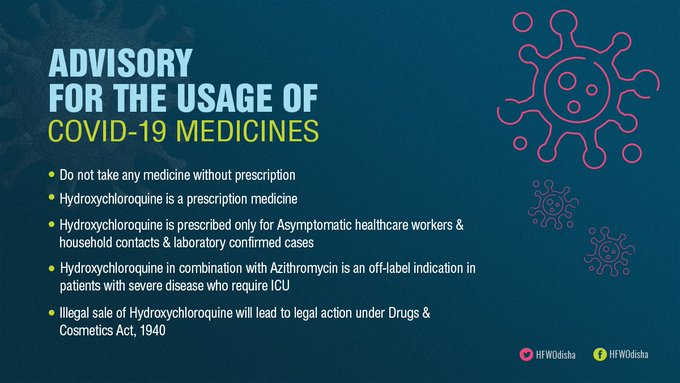 ADVISORY
FOR THE USAGE OF
COVID-19 MEDICINES
Do not take any medicine without prescription
Hydroxychloroquine is a prescription medicine
Hydroxychloroquine is prescribed only for Asymptomatic healthcare workers &
household contacts & laboratory confirmed cases
Hydroxychloroquine in combination with Azithromycin is an off-label indication in
patients with severe disease who require ICU
Illegal sale of Hydroxychloroquine will lead to legal action under Drugs &
Cosmetics Act, 1940
HFWOdisha
HFWOdisha